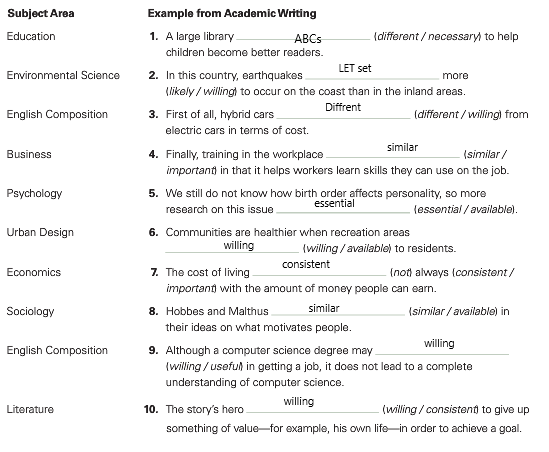 Subject Area Example from Academic Writing
Education 1. A large library ABCs (different / necessary) to help
children become better readers.
Environmental Science 2. In this country, earthquakes LET set more
(likely / willing) to occur on the coast than in the inland areas.
English Composition 3. First of all, hybrid cars Diffrent (different / willing) from
electric cars in terms of cost.
Business 4. Finally, training in the workplace similar (similar /
important) in that it helps workers learn skills they can use on the job.
Psychology 5. We still do not know how birth order affects personality, so more
research on this issue essential (essential / available).
Urban Design 6. Communities are healthier when recreation areas
willing (willing / available) to residents.
Economics 7. The cost of living consistent (not) always (consistent /
important) with the amount of money people can earn.
Sociology 8. Hobbes and Malthus similar (similar / available) in
their ideas on what motivates people.
English Composition 9. Although a computer science degree may willing
(willing / useful) in getting a job, it does not lead to a complete
understanding of computer science.
Literature 10. The story's hero willing (willing / consistent) to give up
something of value—for example, his own life—in order to achieve a goal.